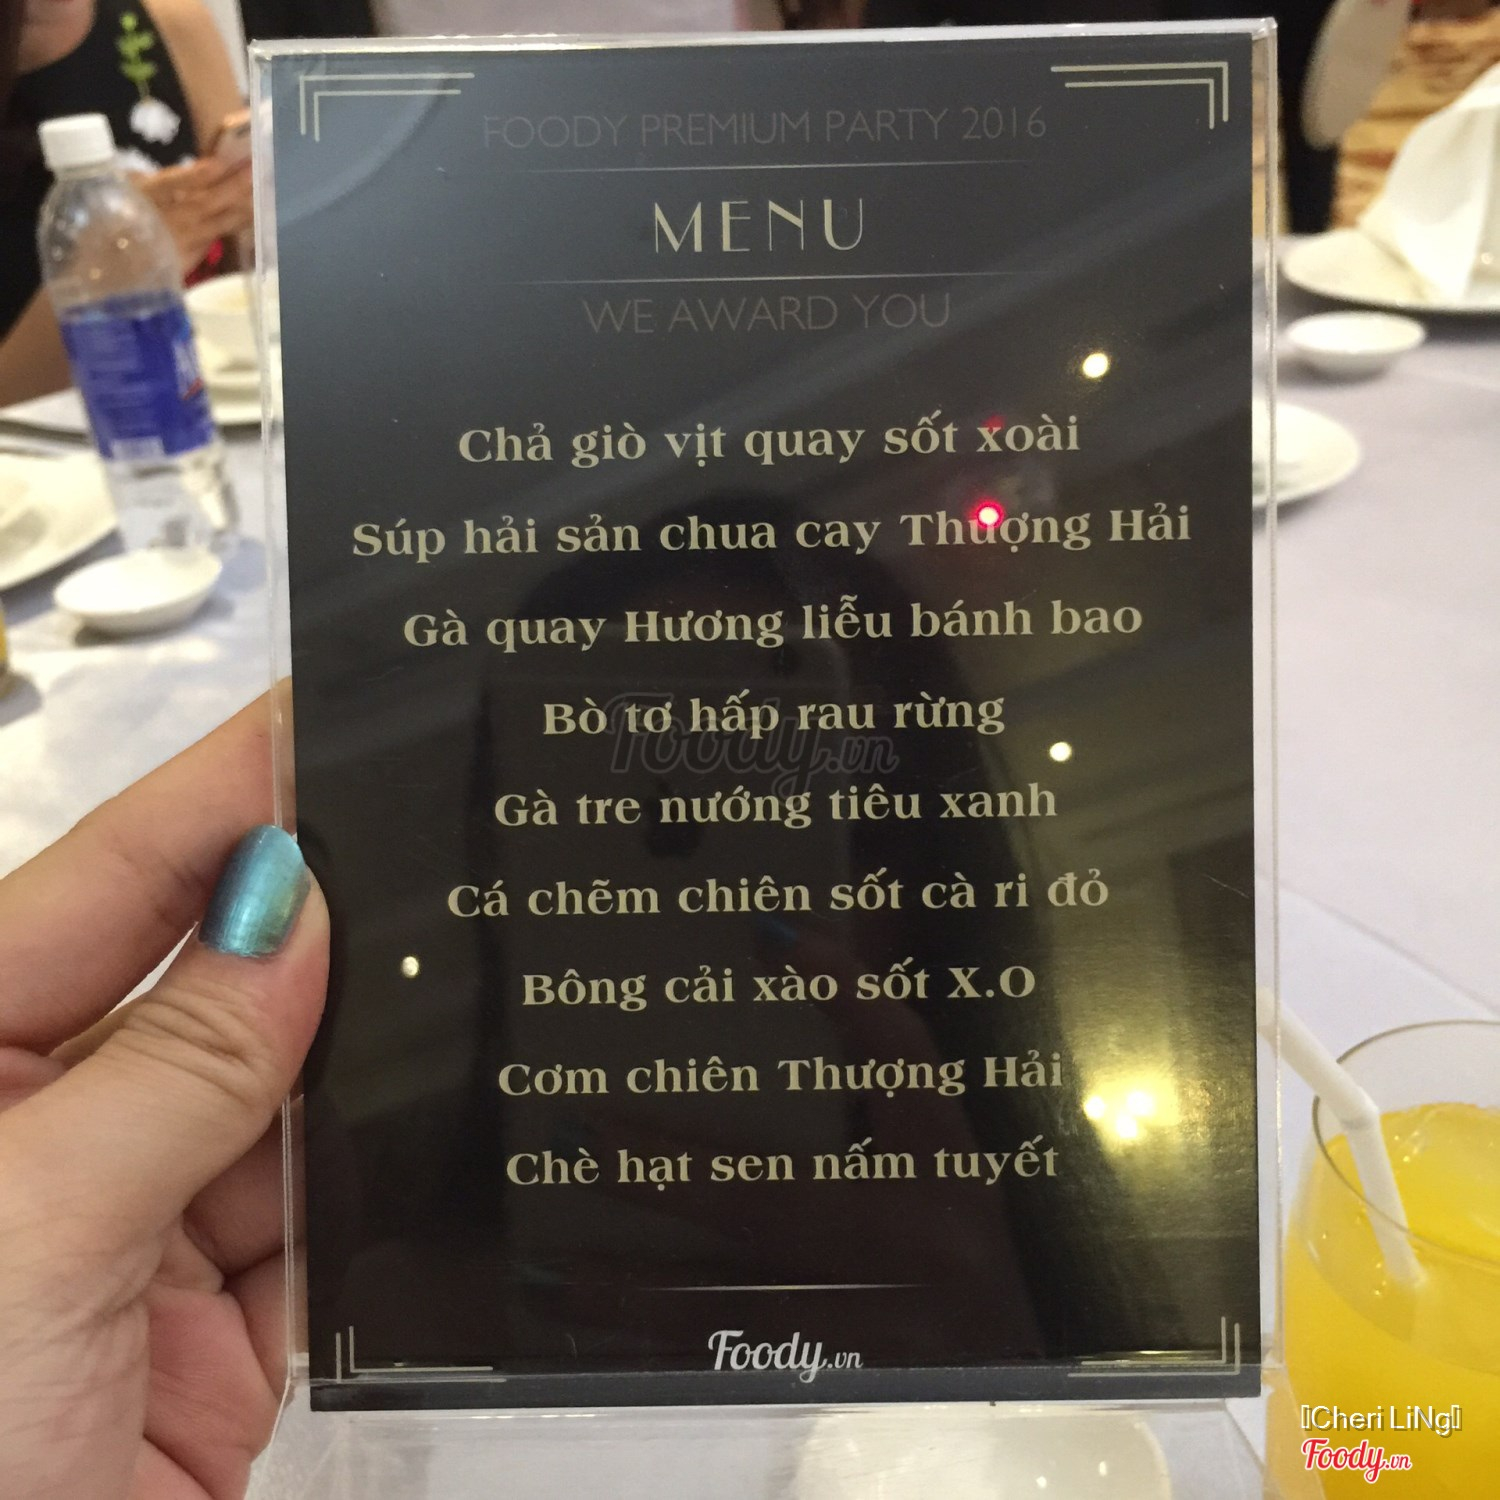 FOODY PREMIUM PARTY 2016
MENU
WE AWARD YOU
Chả giò vịt quay sốt xoài
Súp hải sản chua cay Thượng Hải
Gà quay Hương liễu bánh bao
Bò tơ hấp rau rừng
Foody.vn
Gà tre nướng tiêu xanh
Cá chẽm chiên sốt cà ri đỏ
Bông cải xào sốt X.O
Cơm chiên Thượng Hải
Chè hạt sen nấm tuyết
Foody.vn
Cheri LiNg
Foody.vn